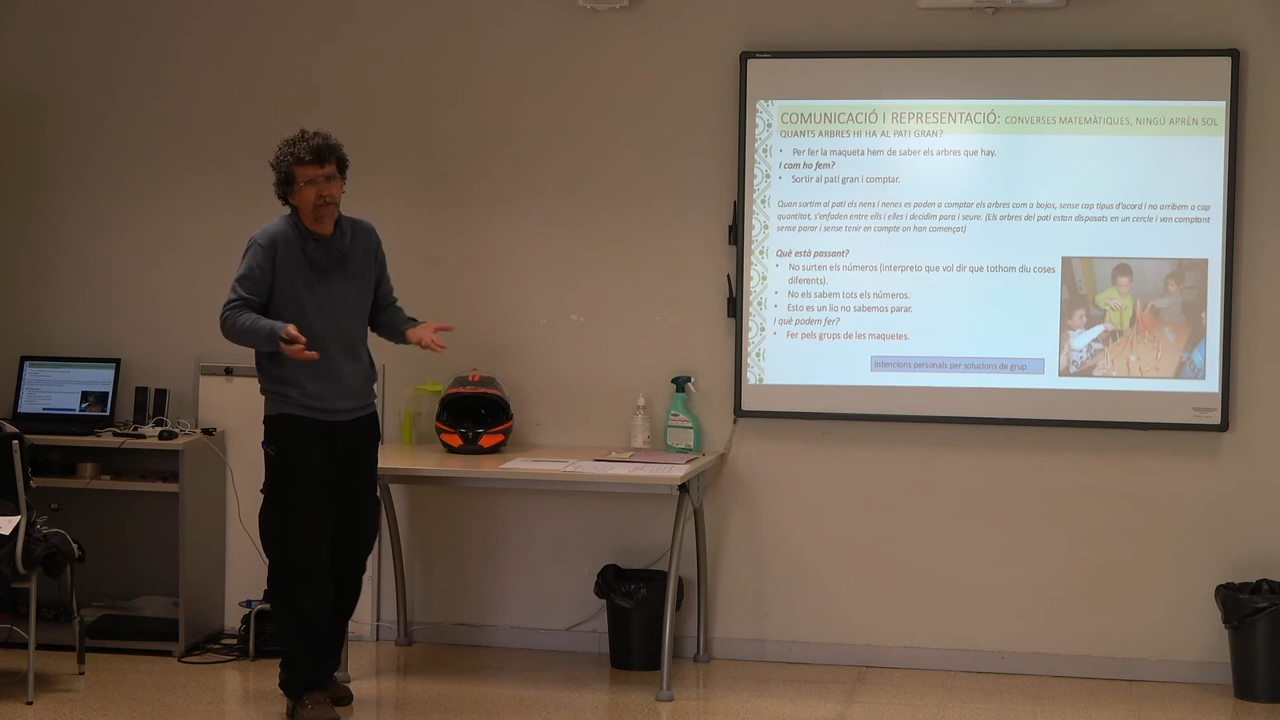 COMUNICACIÓ I REPRESENTACIÓ: CONVERSES MATEMÀTIQUES, NINGÚ APRÈN SOL
QUANTS ARBRES HI HA AL PATI GRAN?
• Per fer la maqueta hem de saber els arbres que hay.
I com ho fem?
• Sortir al pati gran i comptar.
Quan sortim al pati els nens i nenes es poden a comptar els arbres com a bojos, sense cap tipus d'acord i no arribem a cap
quantitat, s'enfaden entre ells i elles i decidim para i seure. (Els arbres del pati estan disposats en un cercle i van comptant
sense parar i sense tenir en compte on han començat)
Què està passant?
• No surten els números (interpreto que vol dir que tothom diu coses
diferents).
• No els sabem tots els números.
• Esto es un lio no sabemos parar.
I què podem fer?
• Fer pels grups de les maquetes.
Intencions personals per solucions de grup